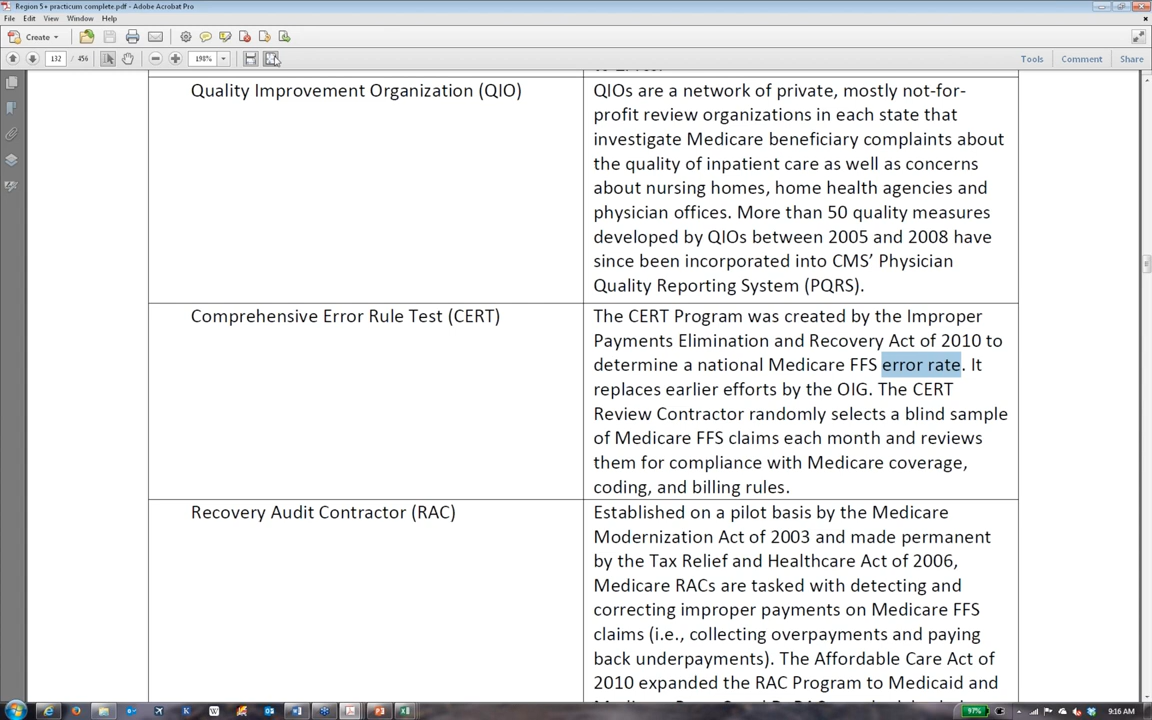 Region 5+ practicum complete.pdf - Adobe Acrobat Pro
File Edit View Window Help
Create
132 / 456 198% Tools Comment Share
Quality Improvement Organization (QIO)
QIOs are a network of private, mostly not-for-
profit review organizations in each state that
investigate Medicare beneficiary complaints about
the quality of inpatient care as well as concerns
about nursing homes, home health agencies and
physician offices. More than 50 quality measures
developed by QIOs between 2005 and 2008 have
since been incorporated into CMS’ Physician
Quality Reporting System (PQRS).
Comprehensive Error Rule Test (CERT)
The CERT Program was created by the Improper
Payments Elimination and Recovery Act of 2010 to
determine a national Medicare FFS error rate. It
replaces earlier efforts by the OIG. The CERT
Review Contractor randomly selects a blind sample
of Medicare FFS claims each month and reviews
them for compliance with Medicare coverage,
coding, and billing rules.
Recovery Audit Contractor (RAC)
Established on a pilot basis by the Medicare
Modernization Act of 2003 and made permanent
by the Tax Relief and Healthcare Act of 2006,
Medicare RACs are tasked with detecting and
correcting improper payments on Medicare FFS
claims (i.e., collecting overpayments and paying
back underpayments). The Affordable Care Act of
2010 expanded the RAC Program to Medicaid and
97% 9:16 AM